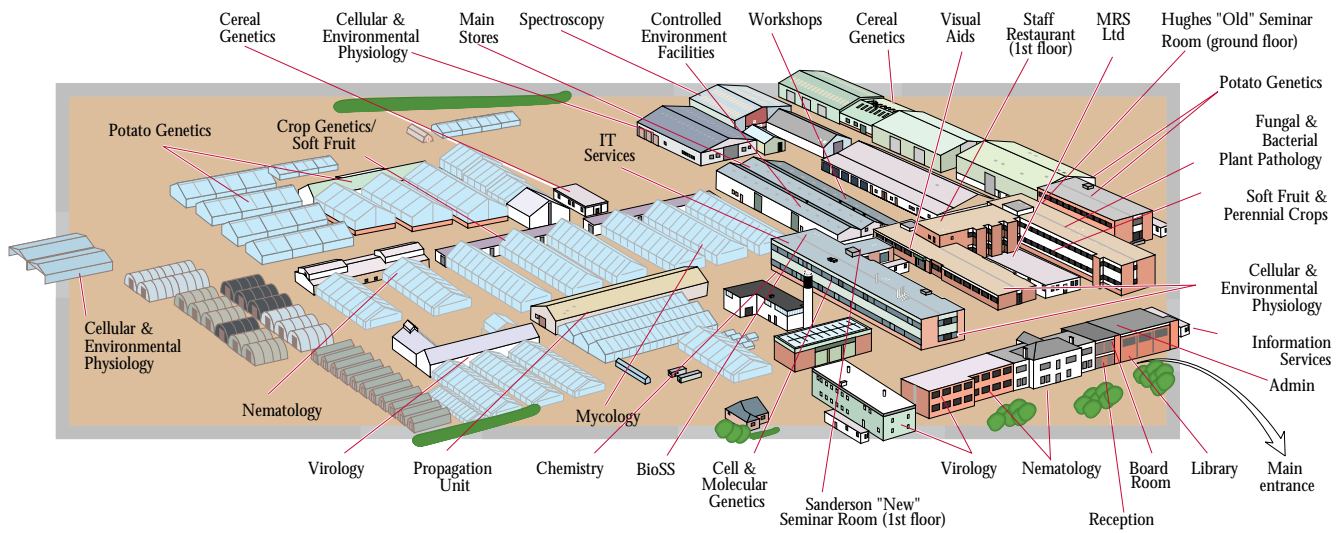 Cereal
Genetics
Cellular &
Environmental
Physiology
Main
Stores
Spectroscopy
Controlled
Environment
Facilities
Workshops
Cereal
Genetics
Visual
Aids
Staff
Restaurant
(1st floor)
MRS
Ltd
Hughes "Old" Seminar
Room (ground floor)
Potato Genetics
Crop Genetics/
Soft Fruit
IT
Services
Potato Genetics
Fungal &
Bacterial
Plant Pathology
Soft Fruit &
Perennial Crops
Cellular &
Environmental
Physiology
Cellular &
Environmental
Physiology
Information
Services
Admin
Nematology
Mycology
Virology
Propagation
Unit
Chemistry
BioSS
Cell &
Molecular
Genetics
Sanderson "New"
Seminar Room (1st floor)
Virology
Nematology
Board
Room
Library
Main
entrance
Reception